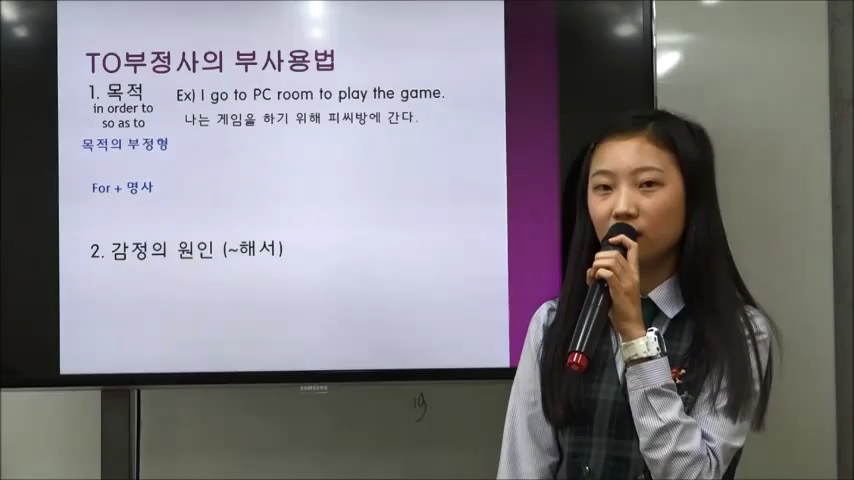 TO부정사의 부사용법
1. 목적 Ex) I go to PC room to play the game.
in order to
so as to 나는 게임을 하기 위해 피씨방에 간다.
목적의 부정형
For + 명사
2. 감정의 원인 (~해서)
SAMSUNG
19